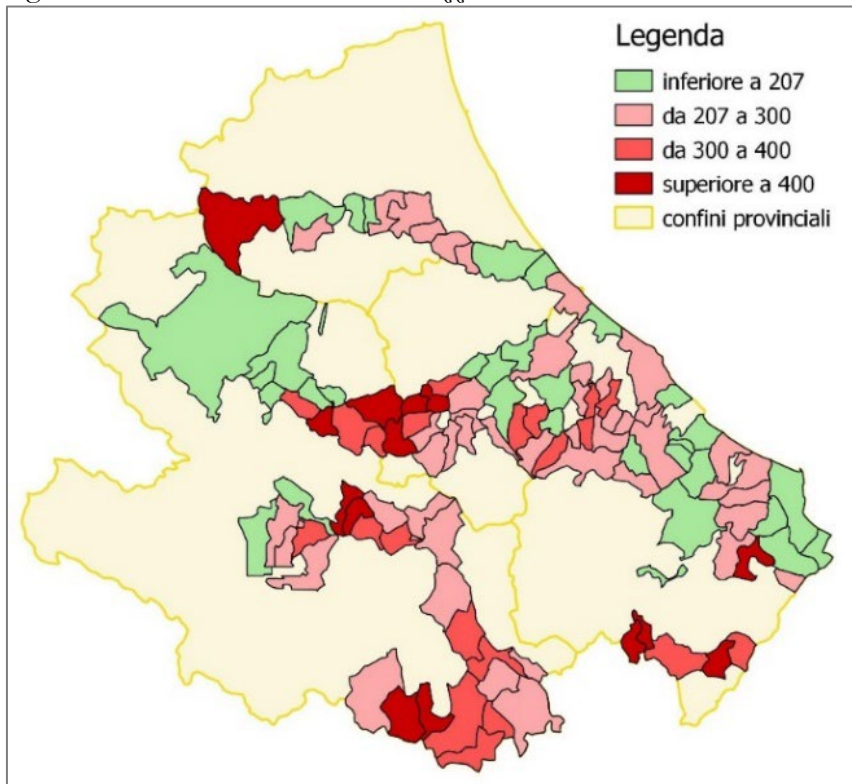 Legenda
inferiore a 207
da 207 a 300
da 300 a 400
superiore a 400
confini provinciali